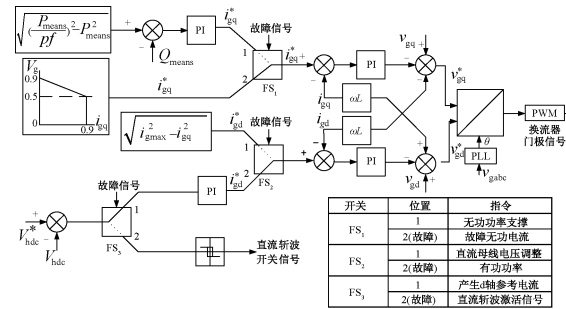 √((P_means/pf)²−P²_means)
+
−
Q_means
PI
i*_gq
故障信号
1
2
FS₁
i*_gq
+
−
i_gq
PI
v_gq
+
−
v*_gq
V_g
0.9
0.5
0
0.9
i_gq
i*_gq
ωL
ωL
i_gd
√(i²_gmax−i²_gq)
i*_gd
故障信号
1
2
FS₂
+
−
PI
−
+
v_gd
v*_gd
θ
PLL
v_gabc
PWM
换流器
门极信号
PI
i*_gd
故障信号
1
2
FS₃
+
V*_hdc
−
V_hdc
直流斩波
开关信号
开关 位置 指令
FS₁ 1 无功功率支撑
2(故障) 故障无功电流
FS₂ 1 直流母线电压调整
2(故障) 有功功率
FS₃ 1 产生d轴参考电流
2(故障) 直流斩波激活信号